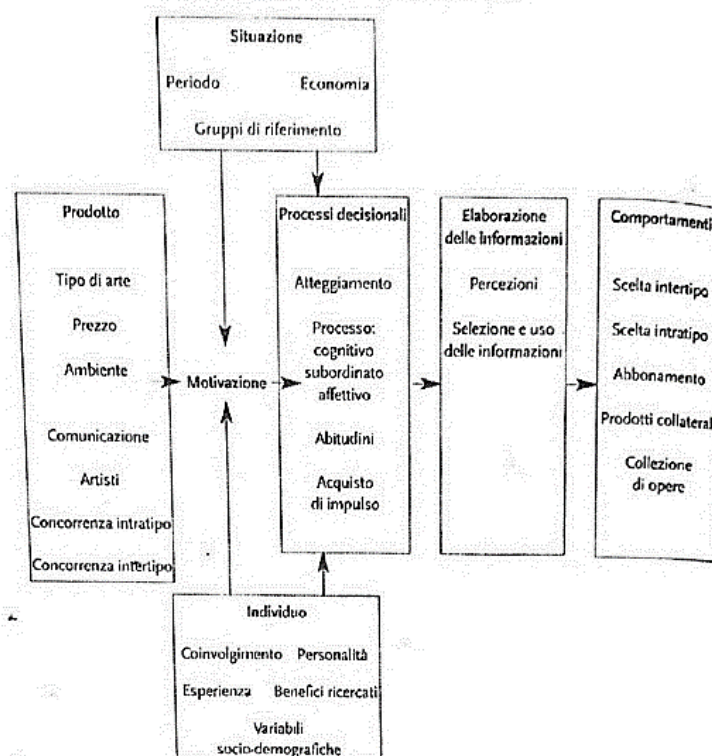 Situazione
Periodo Economia
Gruppi di riferimento
Prodotto
Tipo di arte
Prezzo
Ambiente
Comunicazione
Artisti
Concorrenza intratipo
Concorrenza intertipo
Motivazione
Processi decisionali
Atteggiamento
Processo:
cognitivo
subordinato
affettivo
Abitudini
Acquisto
di impulso
Elaborazione
delle Informazioni
Percezioni
Selezione e uso
delle informazioni
Comportamenti
Scelta intertipo
Scelta intratipo
Abbonamento
Prodotti collateral
Collezione
di opere
Individuo
Coinvolgimento Personalità
Esperienza Benefici ricercati
Variabili
socio-demografiche